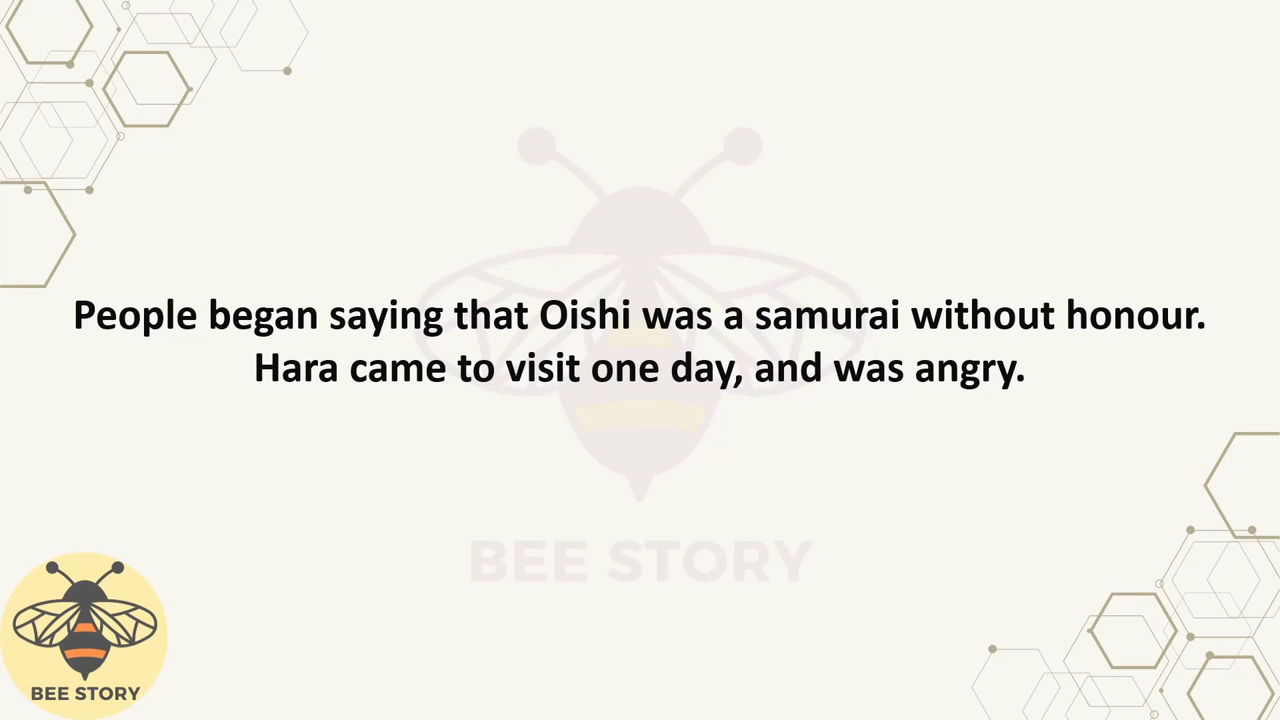 People began saying that Oishi was a samurai without honour.
Hara came to visit one day, and was angry.
BEE STORY
BEE STORY